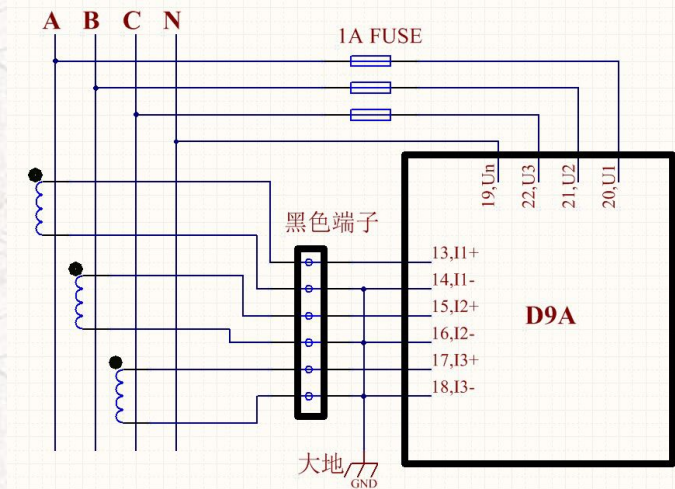 A B C N
1A FUSE
19,Un
22,U3
21,U2
20,U1
黑色端子
13,I1+
14,I1-
15,I2+
16,I2-
17,I3+
18,I3-
D9A
大地
GND